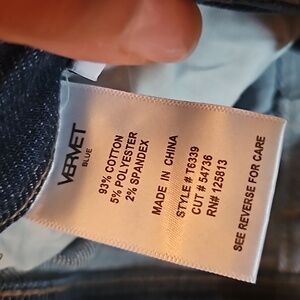 VERVET
BLUE
93% COTTON
5% POLYESTER
2% SPANDEX
MADE IN CHINA
STYLE # T6339
CUT # 54736
RN# 125813
SEE REVERSE FOR CARE